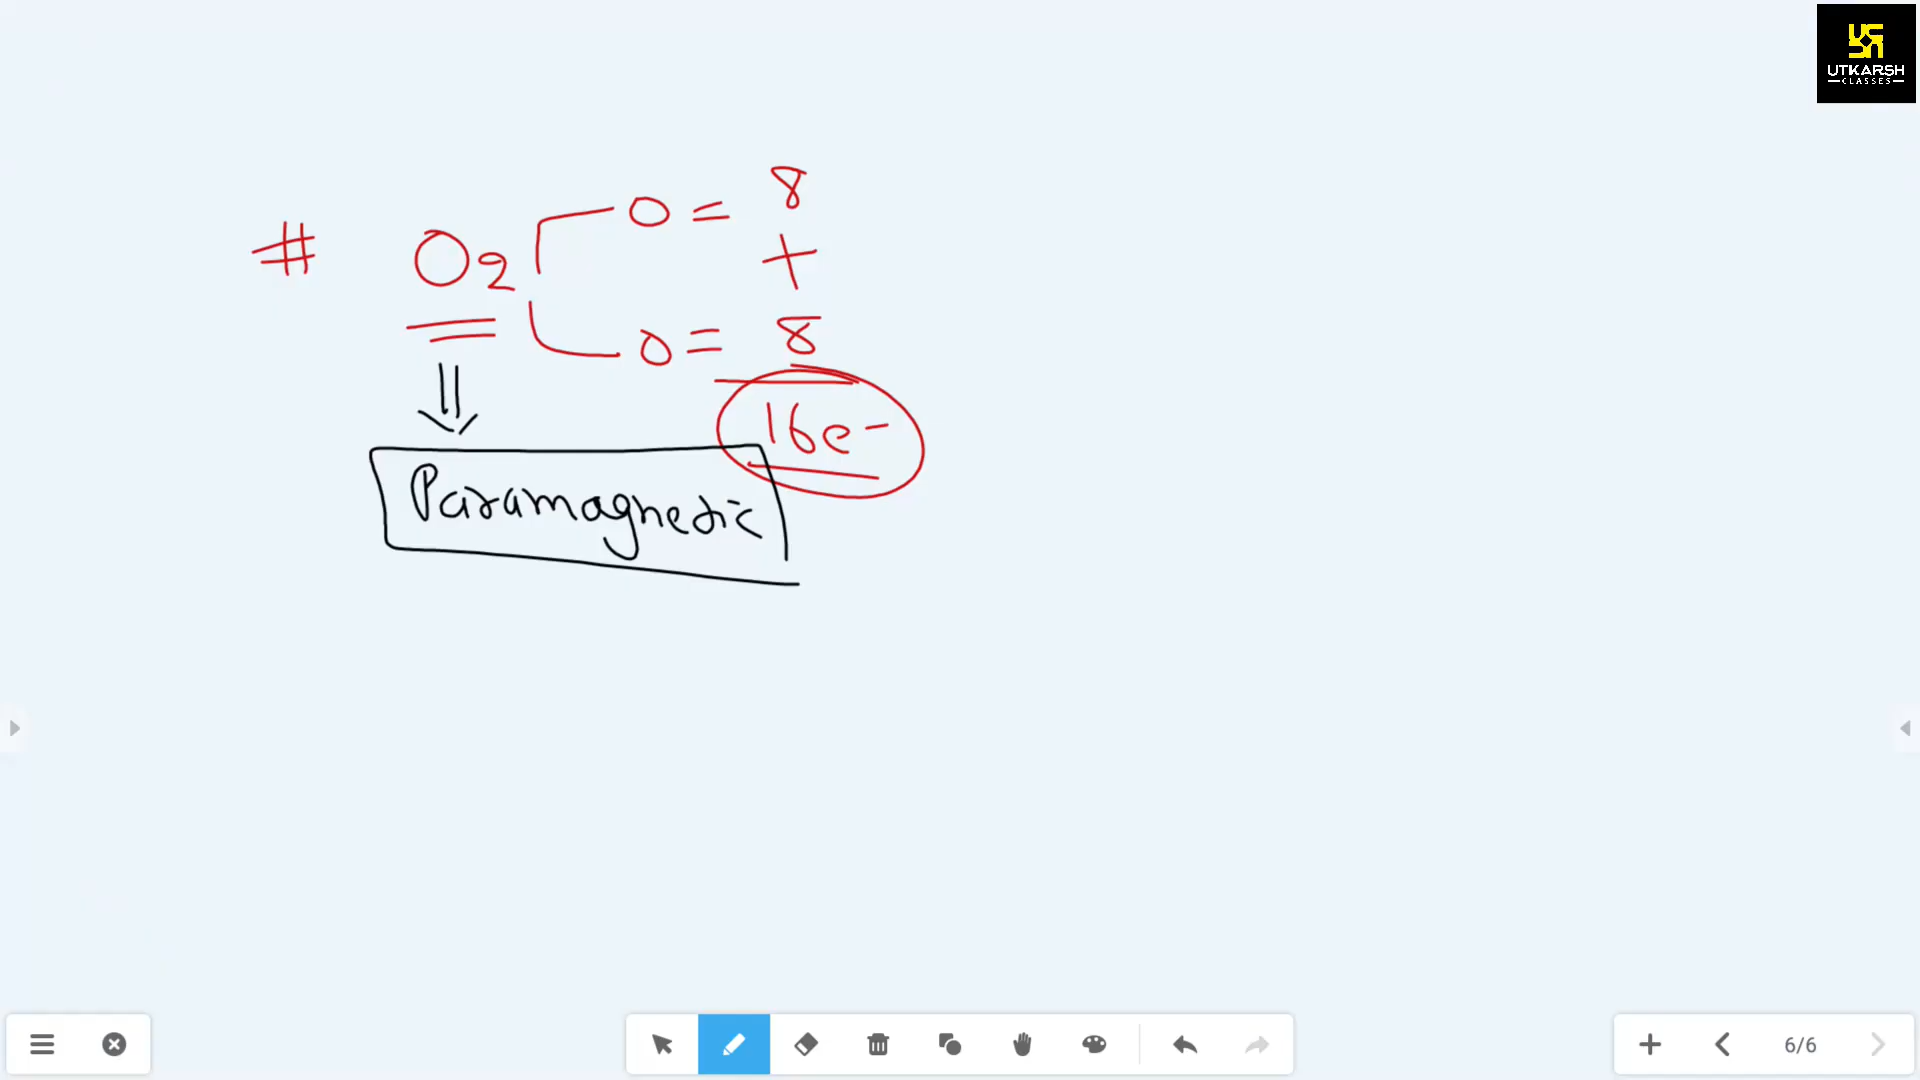 UTKARSH
CLASSES
# O2
O = 8
+
O = 8
16e-
Paramagnetic
6/6